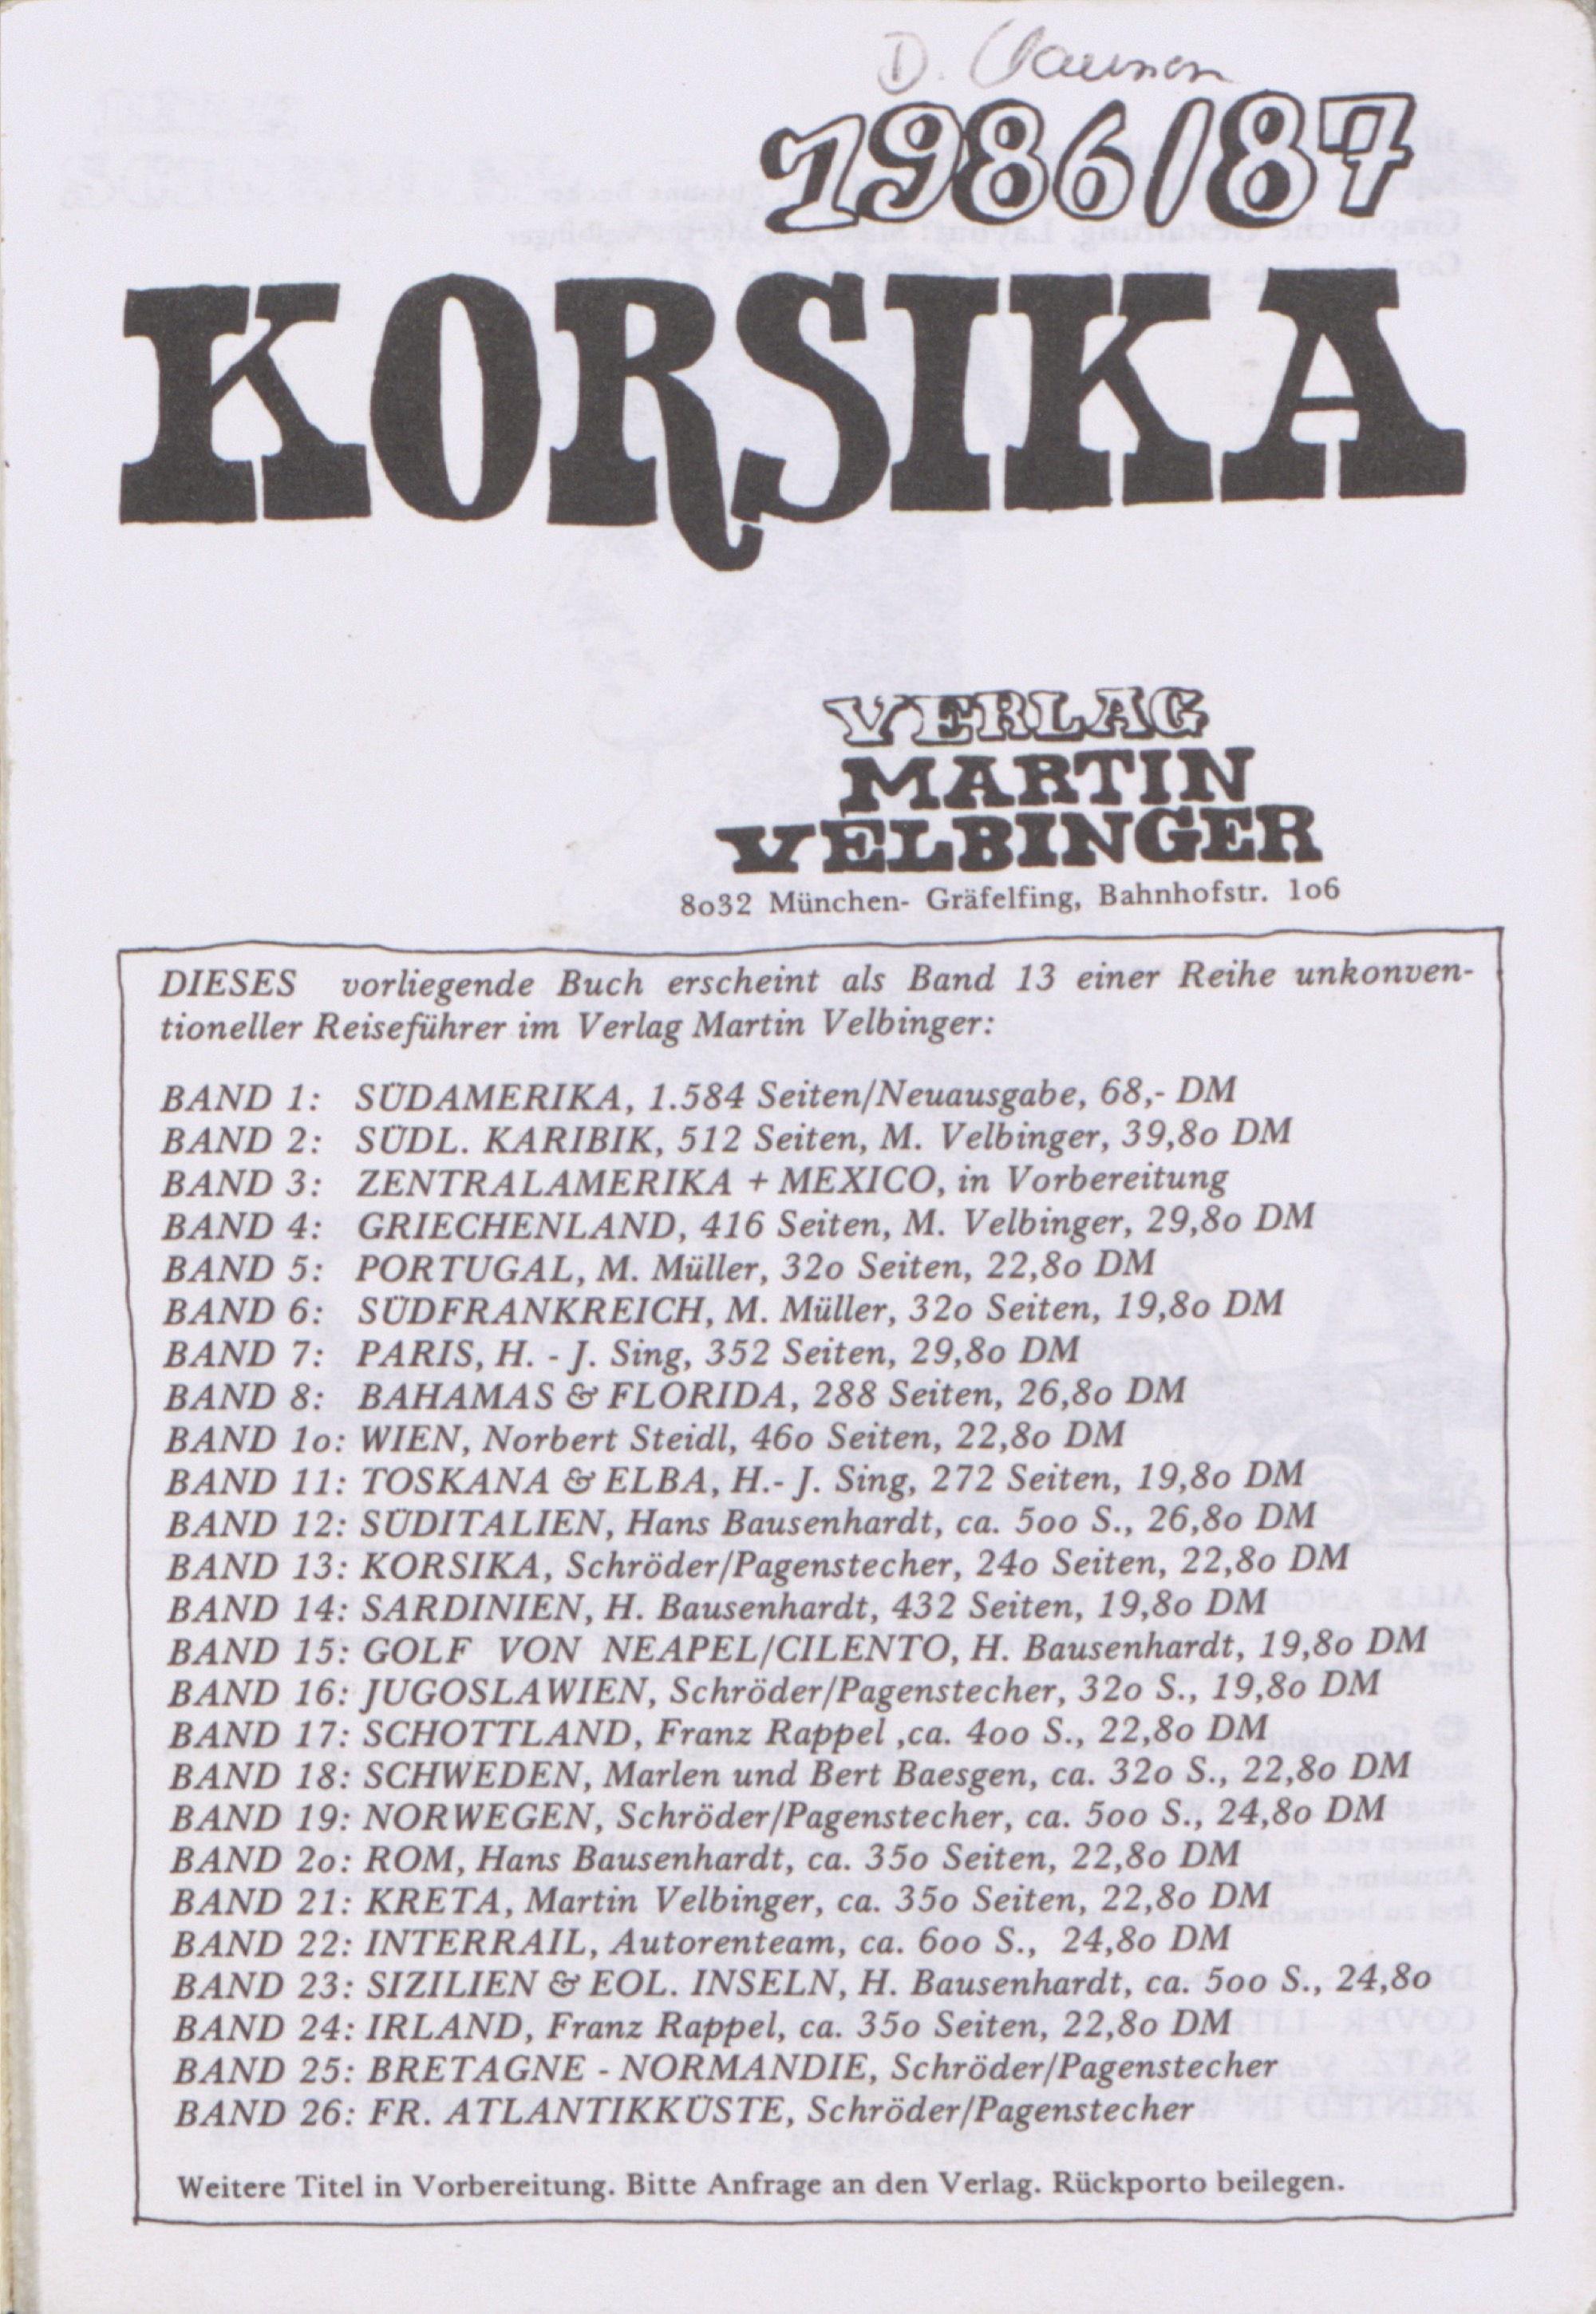 D.
1986/87
KORSIKA
VERLAG
MARTIN
VELBINGER
8o32 München- Gräfelfing, Bahnhofstr. 1o6
DIESES vorliegende Buch erscheint als Band 13 einer Reihe unkonven-
tioneller Reiseführer im Verlag Martin Velbinger:
BAND 1: SÜDAMERIKA, 1.584 Seiten/Neuausgabe, 68,- DM
BAND 2: SÜDL. KARIBIK, 512 Seiten, M. Velbinger, 39,8o DM
BAND 3: ZENTRALAMERIKA + MEXICO, in Vorbereitung
BAND 4: GRIECHENLAND, 416 Seiten, M. Velbinger, 29,8o DM
BAND 5: PORTUGAL, M. Müller, 32o Seiten, 22,8o DM
BAND 6: SÜDFRANKREICH, M. Müller, 32o Seiten, 19,8o DM
BAND 7: PARIS, H. - J. Sing, 352 Seiten, 29,8o DM
BAND 8: BAHAMAS & FLORIDA, 288 Seiten, 26,8o DM
BAND 1o: WIEN, Norbert Steidl, 46o Seiten, 22,8o DM
BAND 11: TOSKANA & ELBA, H.- J. Sing, 272 Seiten, 19,8o DM
BAND 12: SÜDITALIEN, Hans Bausenhardt, ca. 5oo S., 26,8o DM
BAND 13: KORSIKA, Schröder/Pagenstecher, 24o Seiten, 22,8o DM
BAND 14: SARDINIEN, H. Bausenhardt, 432 Seiten, 19,8o DM
BAND 15: GOLF VON NEAPEL/CILENTO, H. Bausenhardt, 19,8o DM
BAND 16: JUGOSLAWIEN, Schröder/Pagenstecher, 32o S., 19,8o DM
BAND 17: SCHOTTLAND, Franz Rappel ,ca. 4oo S., 22,8o DM
BAND 18: SCHWEDEN, Marlen und Bert Baesgen, ca. 32o S., 22,8o DM
BAND 19: NORWEGEN, Schröder/Pagenstecher, ca. 5oo S., 24,8o DM
BAND 2o: ROM, Hans Bausenhardt, ca. 35o Seiten, 22,8o DM
BAND 21: KRETA, Martin Velbinger, ca. 35o Seiten, 22,8o DM
BAND 22: INTERRAIL, Autorenteam, ca. 6oo S., 24,8o DM
BAND 23: SIZILIEN & EOL. INSELN, H. Bausenhardt, ca. 5oo S., 24,8o
BAND 24: IRLAND, Franz Rappel, ca. 35o Seiten, 22,8o DM
BAND 25: BRETAGNE - NORMANDIE, Schröder/Pagenstecher
BAND 26: FR. ATLANTIKKÜSTE, Schröder/Pagenstecher
Weitere Titel in Vorbereitung. Bitte Anfrage an den Verlag. Rückporto beilegen.